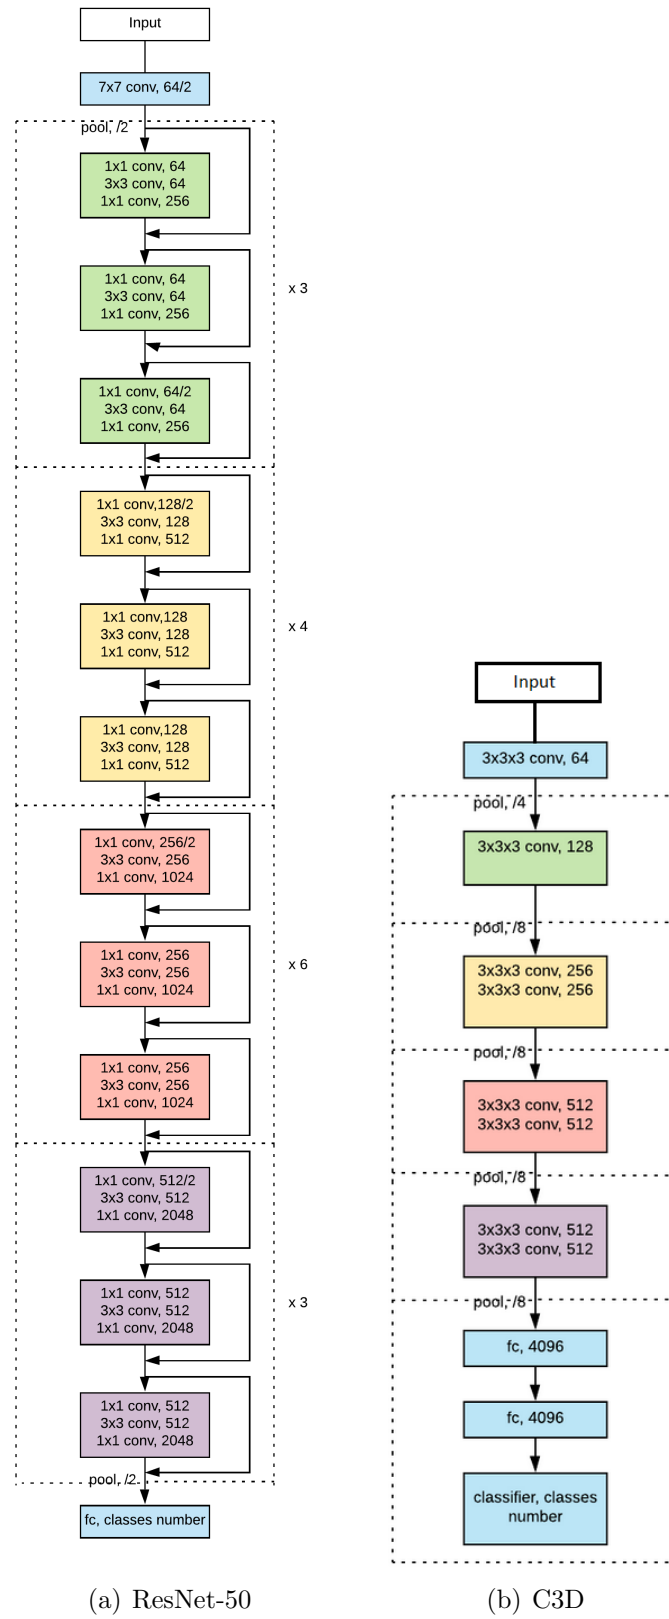 Input
7x7 conv, 64/2
pool, /2
1x1 conv, 64
3x3 conv, 64
1x1 conv, 256
1x1 conv, 64
3x3 conv, 64
1x1 conv, 256
x 3
1x1 conv, 64/2
3x3 conv, 64
1x1 conv, 256
1x1 conv,128/2
3x3 conv, 128
1x1 conv, 512
1x1 conv,128
3x3 conv, 128
1x1 conv, 512
x 4
1x1 conv,128
3x3 conv, 128
1x1 conv, 512
1x1 conv, 256/2
3x3 conv, 256
1x1 conv, 1024
1x1 conv, 256
3x3 conv, 256
1x1 conv, 1024
x 6
1x1 conv, 256
3x3 conv, 256
1x1 conv, 1024
1x1 conv, 512/2
3x3 conv, 512
1x1 conv, 2048
1x1 conv, 512
3x3 conv, 512
1x1 conv, 2048
x 3
1x1 conv, 512
3x3 conv, 512
1x1 conv, 2048
pool, /2
fc, classes number
(a) ResNet-50
Input
3x3x3 conv, 64
pool, /4
3x3x3 conv, 128
pool, /8
3x3x3 conv, 256
3x3x3 conv, 256
pool, /8
3x3x3 conv, 512
3x3x3 conv, 512
pool, /8
3x3x3 conv, 512
3x3x3 conv, 512
pool, /8
fc, 4096
fc, 4096
classifier, classes
number
(b) C3D